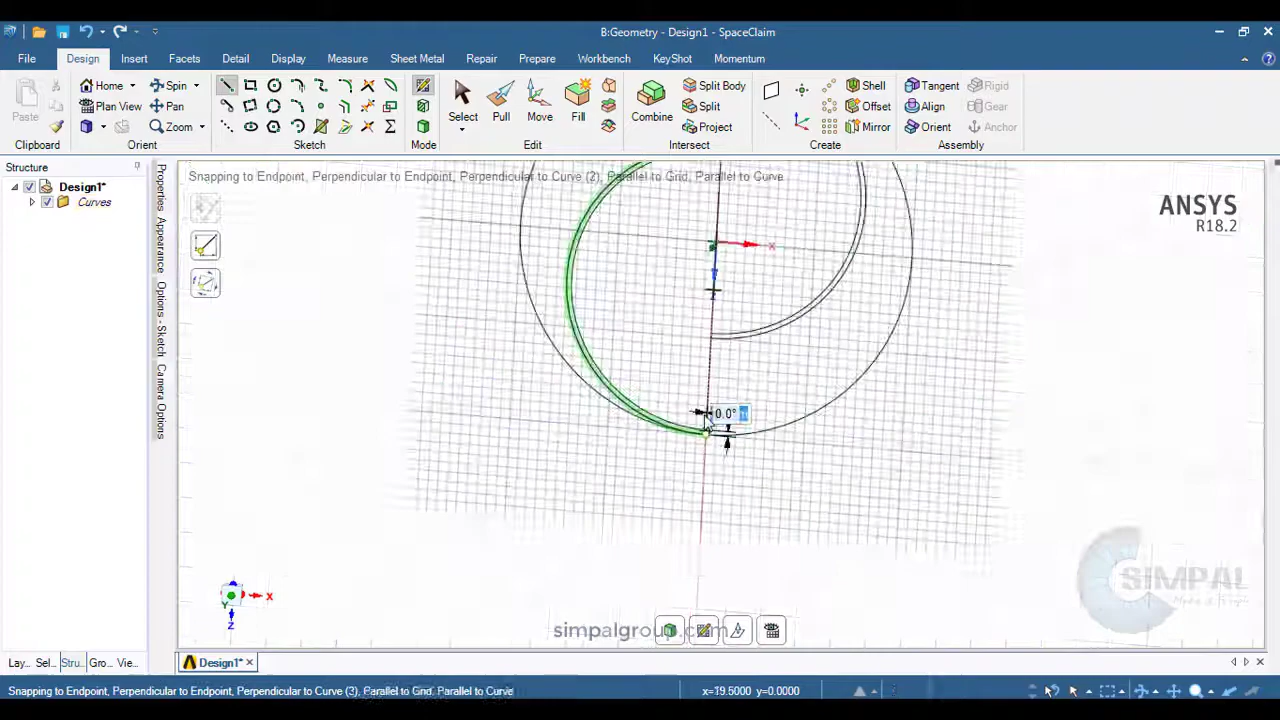 B:Geometry - Design1 - SpaceClaim
File Design Insert Facets Detail Display Measure Sheet Metal Repair Prepare Workbench KeyShot Momentum
Home Spin Split Body Shell Tangent Rigid
Plan View Pan Split Offset Align Gear
Paste Zoom Select Pull Move Fill Combine Project Mirror Orient Anchor
Clipboard Orient Sketch Mode Edit Intersect Create Assembly
Structure
Design1*
Curves
Properties
Appearance
Options - Sketch
Camera Options
Snapping to Endpoint, Perpendicular to Endpoint, Perpendicular to Curve (2), Parallel to Grid, Parallel to Curve
ANSYS
R18.2
X
0.0°
SIMPAL
Y X
Z
simpalgroup.com
Lay... Sel... Stru... Gro... Vie...
Design1*
Snapping to Endpoint, Perpendicular to Endpoint, Perpendicular to Curve (3), Parallel to Grid, Parallel to Curve
x=19.5000 y=0.0000